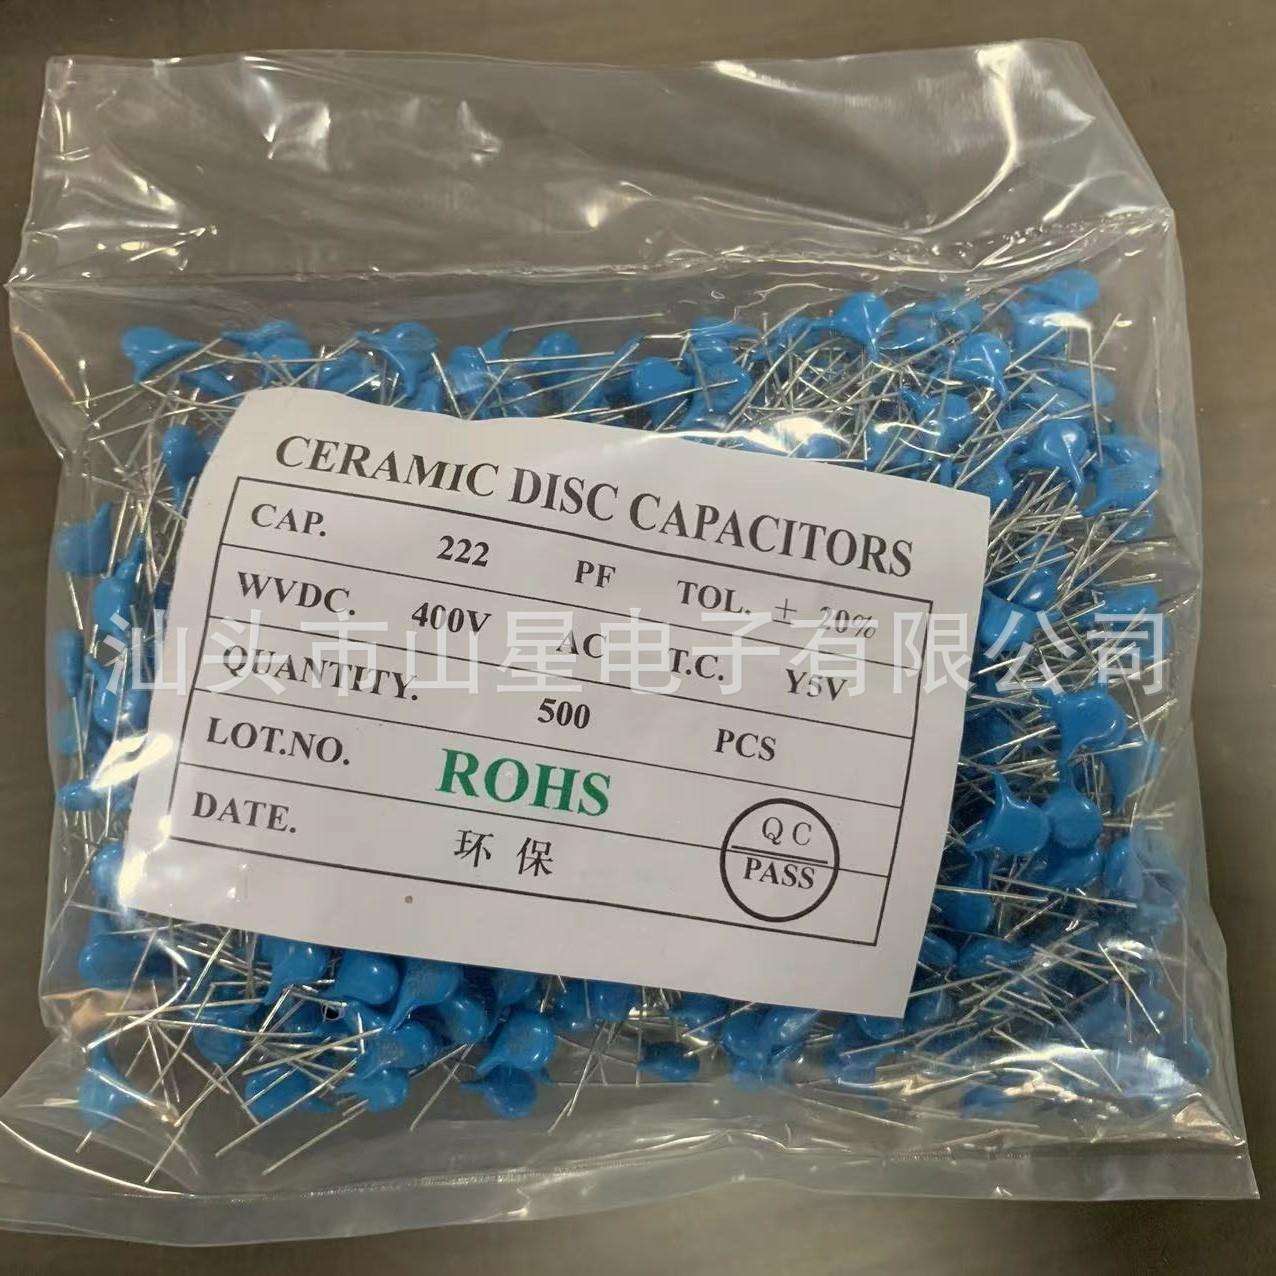 CERAMIC DISC CAPACITORS
CAP. 222 PF TOL. ± 20%
WVDC. 400V AC T.C. Y5V
汕头市山星电子有限公司
QUANTITY. 500 PCS
LOT.NO. ROHS
QC
PASS
DATE. 环保